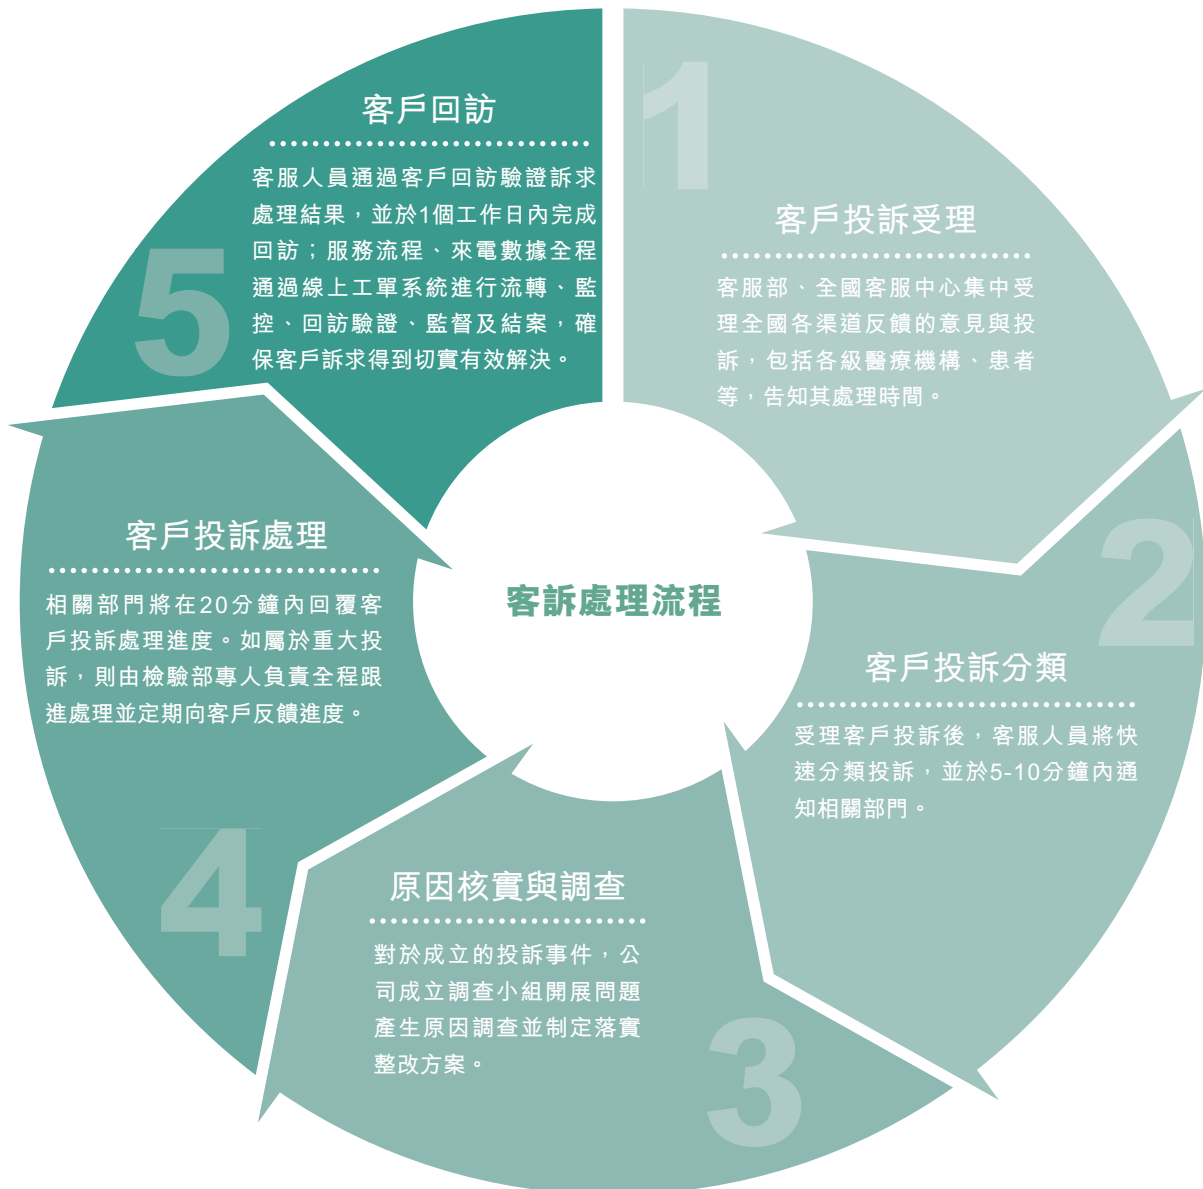 客訴處理流程
1
客戶投訴受理
客服部、全國客服中心集中受
理全國各渠道反饋的意見與投
訴，包括各級醫療機構、患者
等，告知其處理時間。
2
客戶投訴分類
受理客戶投訴後，客服人員將快
速分類投訴，並於5-10分鐘內通
知相關部門。
3
原因核實與調查
對於成立的投訴事件，公
司成立調查小組開展問題
產生原因調查並制定落實
整改方案。
4
客戶投訴處理
相關部門將在20分鐘內回覆客
戶投訴處理進度。如屬於重大投
訴，則由檢驗部專人負責全程跟
進處理並定期向客戶反饋進度。
5
客戶回訪
客服人員通過客戶回訪驗證訴求
處理結果，並於1個工作日內完成
回訪；服務流程、來電數據全程
通過線上工單系統進行流轉、監
控、回訪驗證、監督及結案，確
保客戶訴求得到切實有效解決。